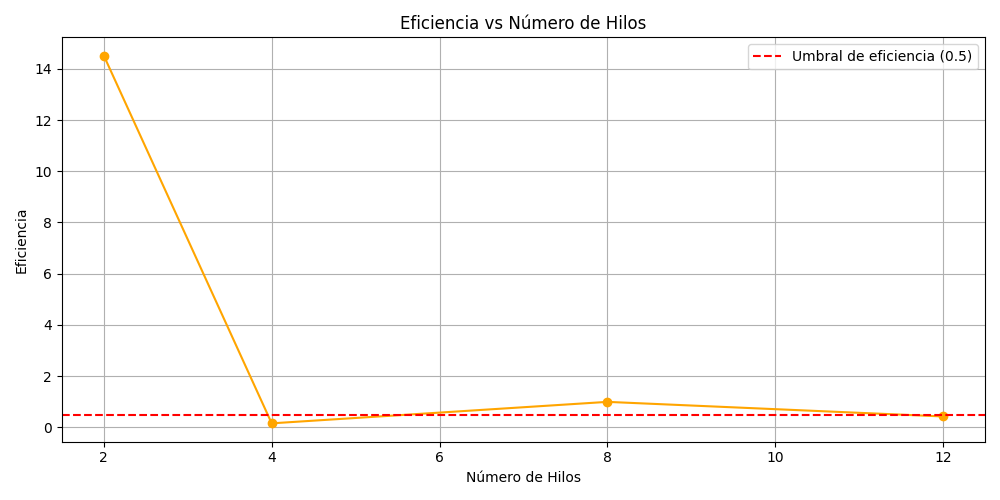 Eficiencia vs Número de Hilos
Umbral de eficiencia (0.5)
14
12
10
8
6
4
2
0
Eficiencia
2 4 6 8 10 12
Número de Hilos